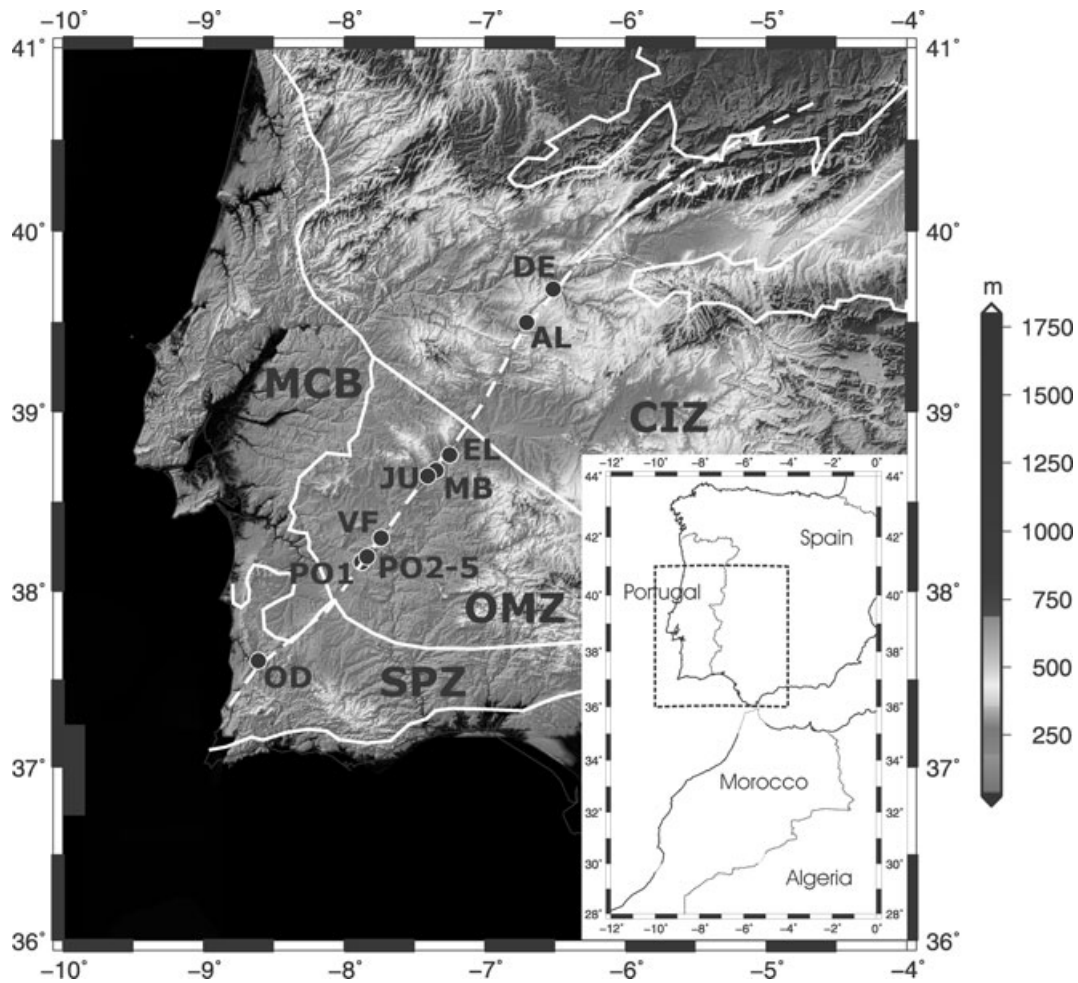 −10° −9° −8° −7° −6° −5° −4°
41° 41°
40° 40°
DE
AL
m
1750
1500
1250
1000
750
500
250
39° 39°
MCB
CIZ
EL
JU
MB
VF
PO1
PO2-5
38° 38°
OMZ
OD
SPZ
37° 37°
36° 36°
−10° −9° −8° −7° −6° −5° −4°
−12° −10° −8° −6° −4° −2° 0°
44° 44°
42° 42°
Spain
40° 40°
Portugal
38° 38°
36° 36°
34° 34°
Morocco
32° 32°
30° 30°
Algeria
28° 28°
−12° −10° −8° −6° −4° −2° 0°